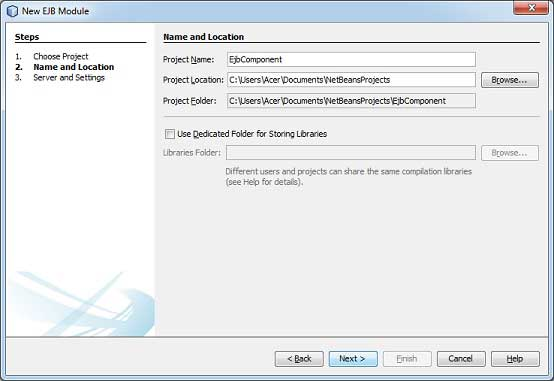 New EJB Module
Steps
1. Choose Project
2. Name and Location
3. Server and Settings
Name and Location
Project Name: EjbComponent
Project Location: C:\Users\Acer\Documents\NetBeansProjects Browse...
Project Folder: C:\Users\Acer\Documents\NetBeansProjects\EjbComponent
Use Dedicated Folder for Storing Libraries
Libraries Folder: Browse...
Different users and projects can share the same compilation libraries
(see Help for details).
< Back Next > Finish Cancel Help